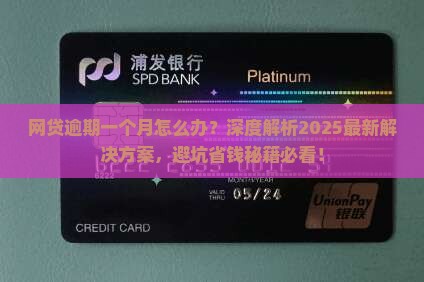 浦发银行
SPD BANK
Platinum
网贷逾期一个月怎么办？深度解析2025最新解
决方案，避坑省钱秘籍必看！
MONTH/YEAR
VALID
THRU
05/24
UnionPay
银联
CREDIT CARD